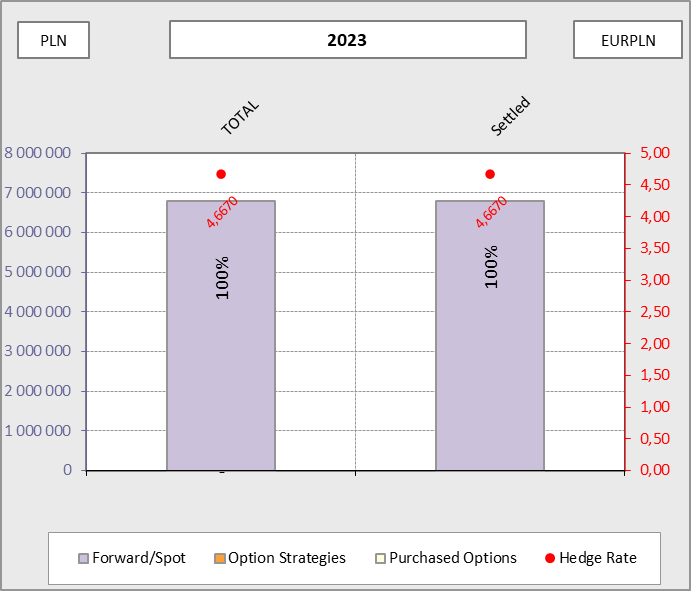 PLN
2023
EURPLN
TOTAL
Settled
8 000 000
7 000 000
6 000 000
5 000 000
4 000 000
3 000 000
2 000 000
1 000 000
0
4,6670
100%
-
4,6670
100%
5,00
4,50
4,00
3,50
3,00
2,50
2,00
1,50
1,00
0,50
0,00
Forward/Spot
Option Strategies
Purchased Options
Hedge Rate